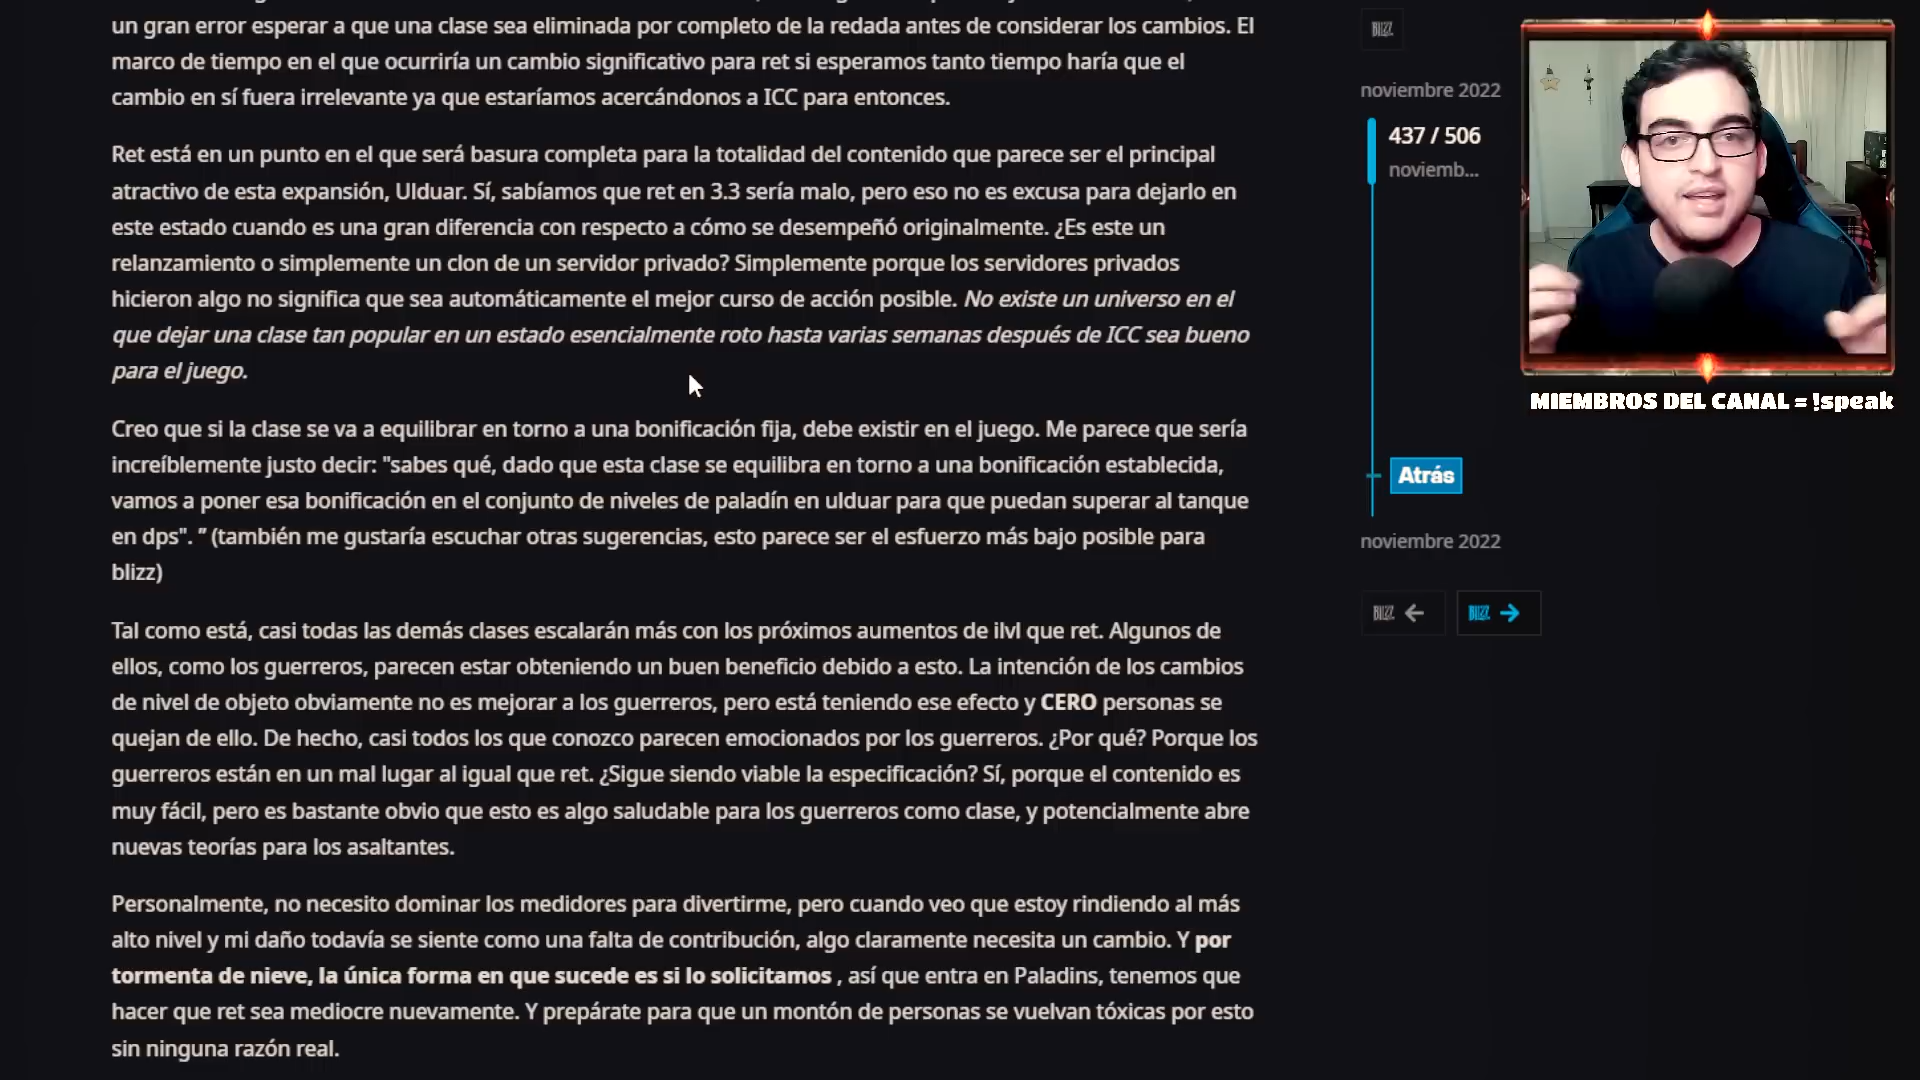 un gran error esperar a que una clase sea eliminada por completo de la redada antes de considerar los cambios. El
marco de tiempo en el que ocurriría un cambio significativo para ret si esperamos tanto tiempo haría que el
cambio en sí fuera irrelevante ya que estaríamos acercándonos a ICC para entonces.
Ret está en un punto en el que será basura completa para la totalidad del contenido que parece ser el principal
atractivo de esta expansión, Ulduar. Sí, sabíamos que ret en 3.3 sería malo, pero eso no es excusa para dejarlo en
este estado cuando es una gran diferencia con respecto a cómo se desempeñó originalmente. ¿Es este un
relanzamiento o simplemente un clon de un servidor privado? Simplemente porque los servidores privados
hicieron algo no significa que sea automáticamente el mejor curso de acción posible. No existe un universo en el
que dejar una clase tan popular en un estado esencialmente roto hasta varias semanas después de ICC sea bueno
para el juego.
Creo que si la clase se va a equilibrar en torno a una bonificación fija, debe existir en el juego. Me parece que sería
increíblemente justo decir: "sabes qué, dado que esta clase se equilibra en torno a una bonificación establecida,
vamos a poner esa bonificación en el conjunto de niveles de paladín en ulduar para que puedan superar al tanque
en dps". ” (también me gustaría escuchar otras sugerencias, esto parece ser el esfuerzo más bajo posible para
blizz)
Tal como está, casi todas las demás clases escalarán más con los próximos aumentos de ilvl que ret. Algunos de
ellos, como los guerreros, parecen estar obteniendo un buen beneficio debido a esto. La intención de los cambios
de nivel de objeto obviamente no es mejorar a los guerreros, pero está teniendo ese efecto y CERO personas se
quejan de ello. De hecho, casi todos los que conozco parecen emocionados por los guerreros. ¿Por qué? Porque los
guerreros están en un mal lugar al igual que ret. ¿Sigue siendo viable la especificación? Sí, porque el contenido es
muy fácil, pero es bastante obvio que esto es algo saludable para los guerreros como clase, y potencialmente abre
nuevas teorías para los asaltantes.
Personalmente, no necesito dominar los medidores para divertirme, pero cuando veo que estoy rindiendo al más
alto nivel y mi daño todavía se siente como una falta de contribución, algo claramente necesita un cambio. Y por
tormenta de nieve, la única forma en que sucede es si lo solicitamos , así que entra en Paladins, tenemos que
hacer que ret sea mediocre nuevamente. Y prepárate para que un montón de personas se vuelvan tóxicas por esto
sin ninguna razón real.
BLIZZ
noviembre 2022
437 / 506
noviemb...
Atrás
noviembre 2022
BLIZZ
BLIZZ
MIEMBROS DEL CANAL = !speak